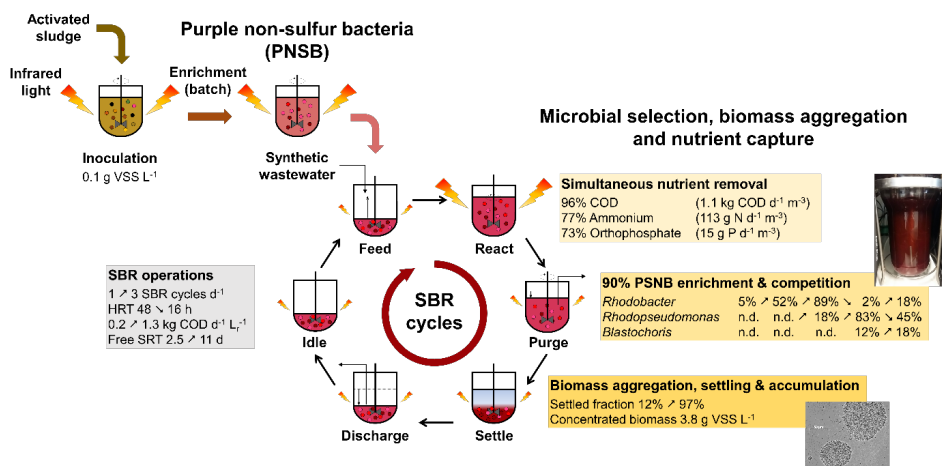 Activated
sludge
Infrared
light
Inoculation
0.1 g VSS L-1
Enrichment
(batch)
Purple non-sulfur bacteria
(PNSB)
Synthetic
wastewater
Microbial selection, biomass aggregation
and nutrient capture
Feed
React
Purge
Settle
Discharge
Idle
SBR
cycles
SBR operations
1 ↗ 3 SBR cycles d-1
HRT 48 ↘ 16 h
0.2 ↗ 1.3 kg COD d-1 Lr-1
Free SRT 2.5 ↗ 11 d
Simultaneous nutrient removal
96% COD (1.1 kg COD d-1 m-3)
77% Ammonium (113 g N d-1 m-3)
73% Orthophosphate (15 g P d-1 m-3)
90% PSNB enrichment & competition
Rhodobacter 5% ↗ 52% ↗ 89% ↘ 2% ↗ 18%
Rhodopseudomonas n.d. n.d. ↗ 18% ↗ 83% ↘ 45%
Blastochoris n.d. n.d. n.d. 12% ↗ 18%
Biomass aggregation, settling & accumulation
Settled fraction 12% ↗ 97%
Concentrated biomass 3.8 g VSS L-1